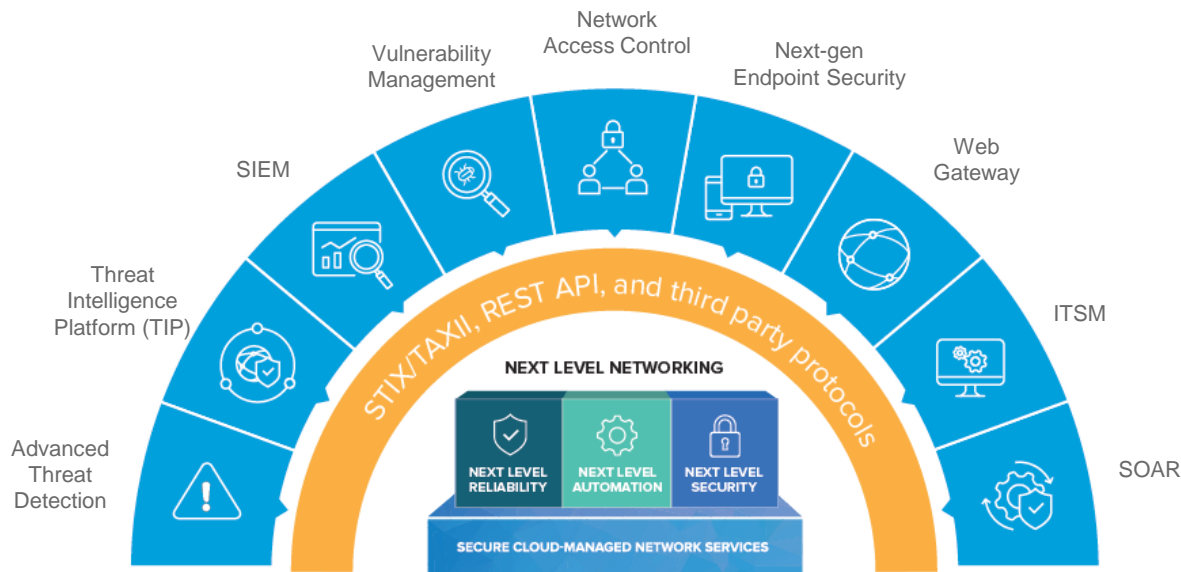 Network
Access Control
Vulnerability
Management
Next-gen
Endpoint Security
SIEM
Web
Gateway
Threat
Intelligence
Platform (TIP)
ITSM
Advanced
Threat
Detection
SOAR
STIX/TAXII, REST API, and third party protocols
NEXT LEVEL NETWORKING
NEXT LEVEL
RELIABILITY
NEXT LEVEL
AUTOMATION
NEXT LEVEL
SECURITY
SECURE CLOUD-MANAGED NETWORK SERVICES